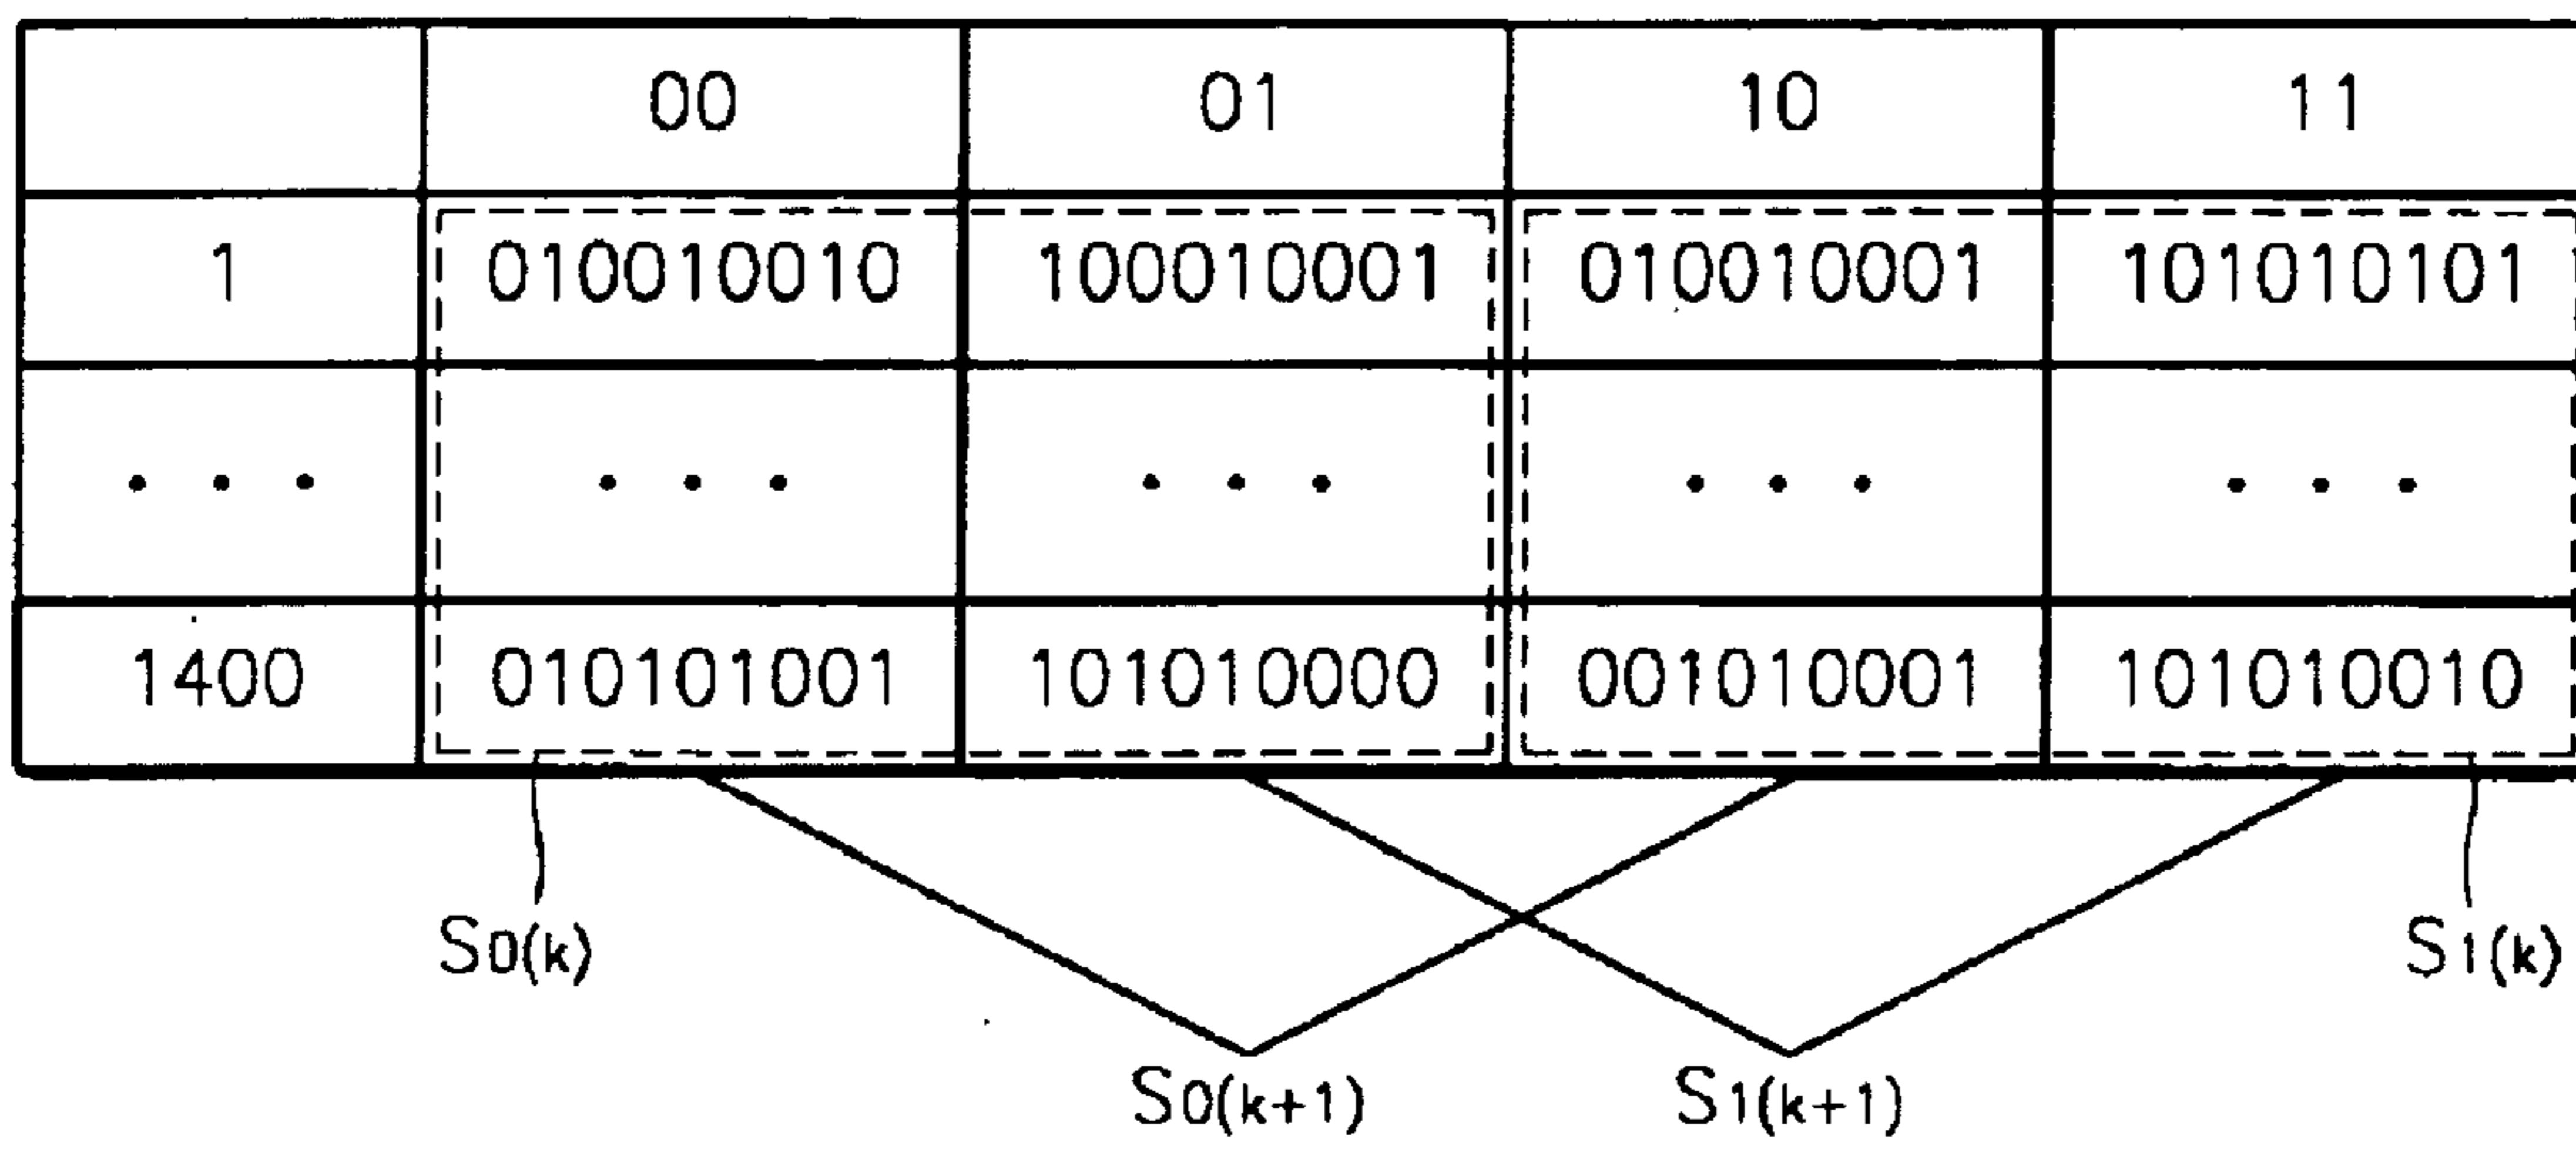 00 01 10 11
1 010010010 100010001 010010001 101010101
• • • • • • • • • • • • • • •
1400 010101001 101010000 001010001 101010010
S0(k) S1(k)
S0(k+1) S1(k+1)